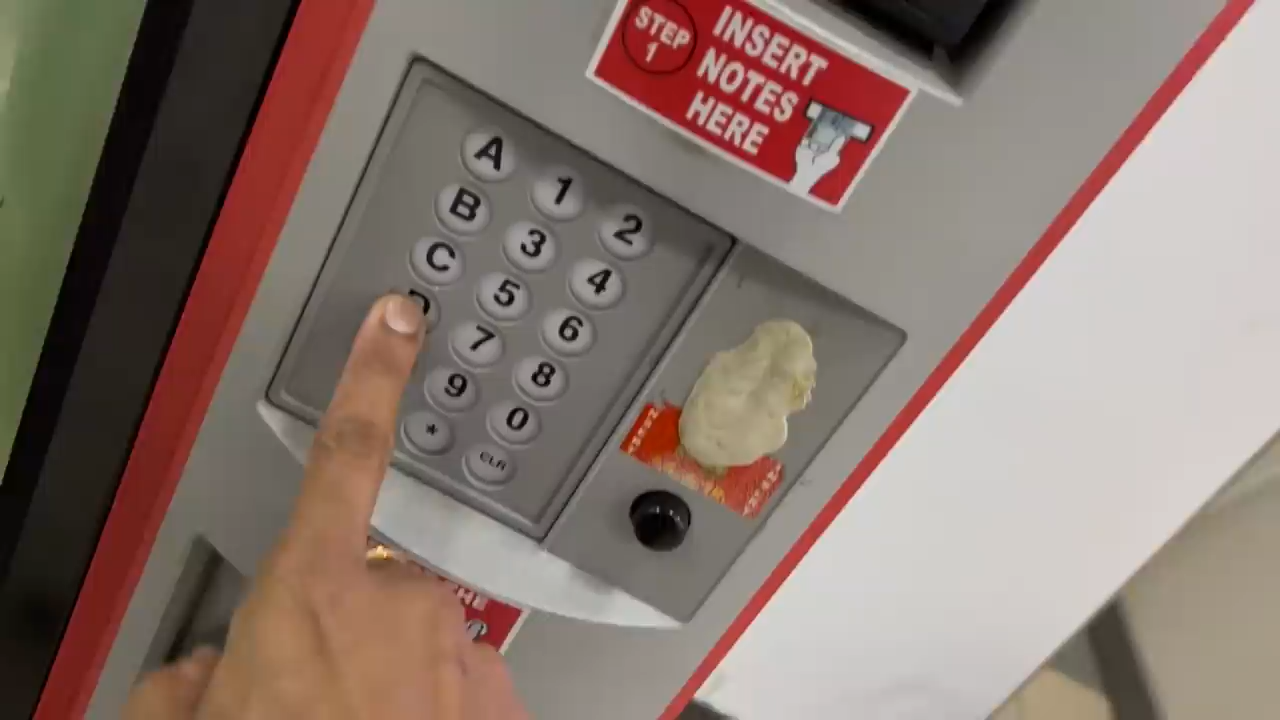 STEP
1
INSERT
NOTES
HERE
A 1 2
B 3 4
C 5 6
D 7 8
9 0
* CLR